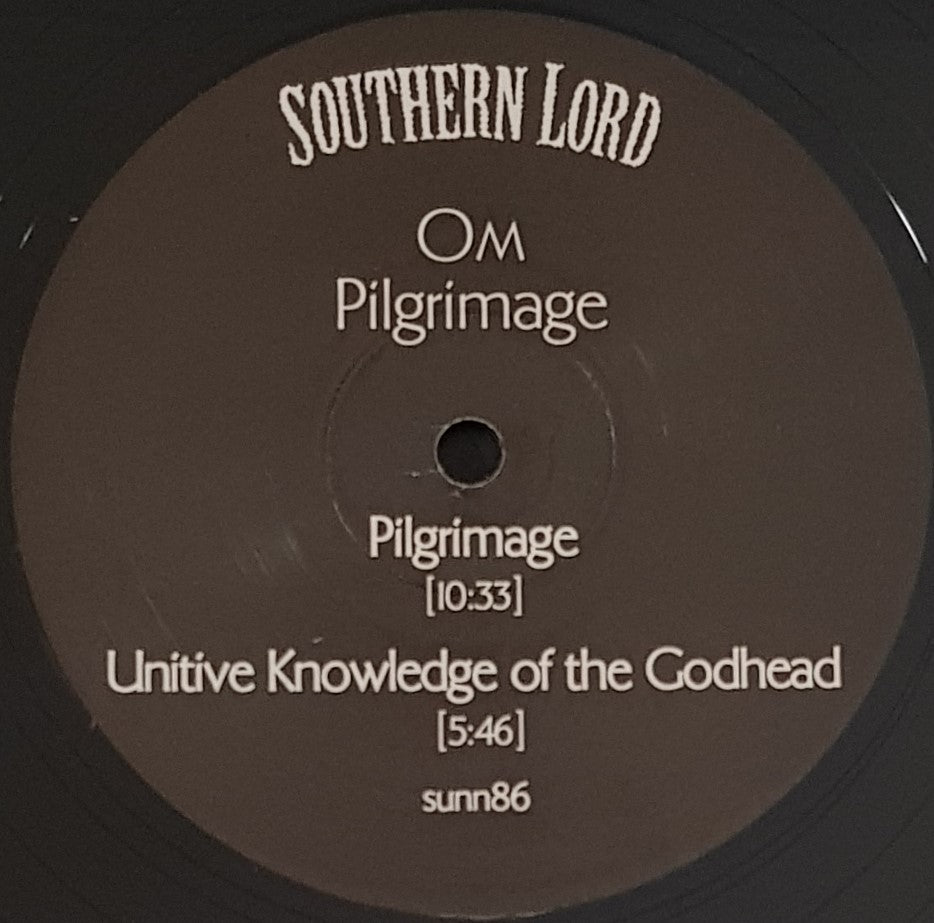 SOUTHERN LORD
OM
Pilgrimage
Pilgrimage
[10:33]
Unitive Knowledge of the Godhead
[5:46]
sunn86